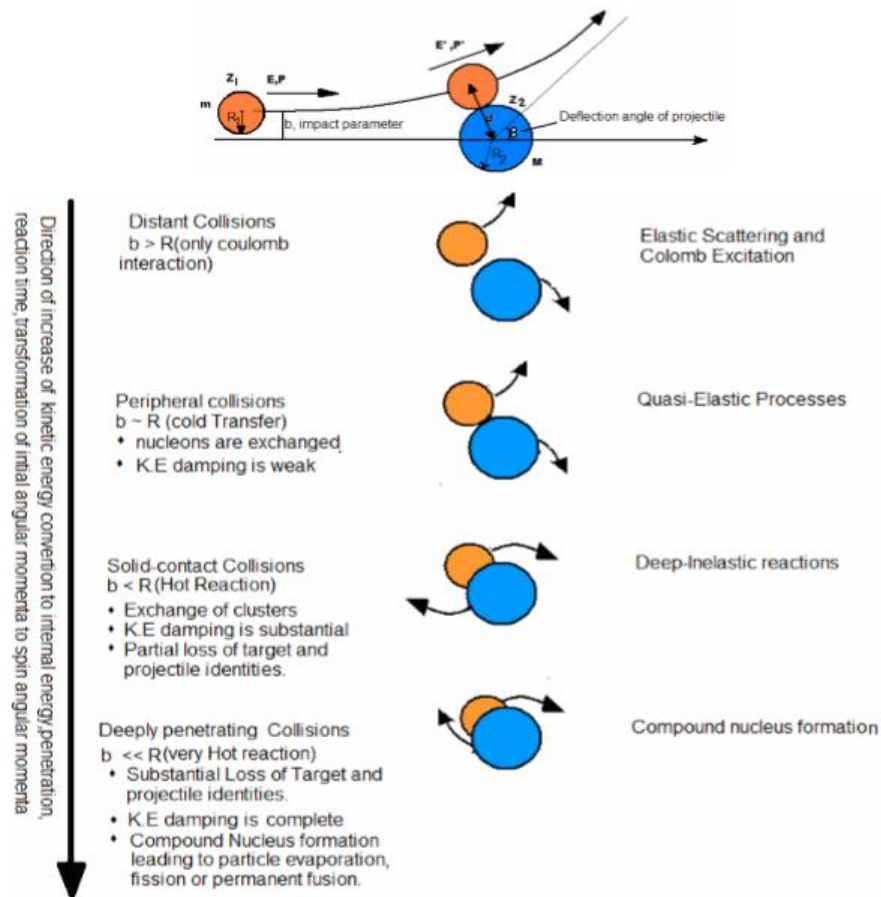 E",P"
Z1
E,P
Z2
m
R1
d
Deflection angle of projectile
b, impact parameter
θ
R2
M
Direction of increase of kinetic energy convertion to internal energy,penetration,
reaction time,transformation of intial angular momenta to spin angular momenta
Distant Collisions
b > R(only coulomb
interaction)
Elastic Scattering and
Colomb Excitation
Peripheral collisions
b ~ R (cold Transfer)
♦ nucleons are exchanged
♦ K.E damping is weak
Quasi-Elastic Processes
Solid-contact Collisions
b < R(Hot Reaction)
♦ Exchange of clusters
♦ K.E damping is substantial
♦ Partial loss of target and
projectile identities.
Deep-Inelastic reactions
Deeply penetrating Collisions
b << R(very Hot reaction)
♦ Substantial Loss of Target and
projectile identities.
♦ K.E damping is complete
♦ Compound Nucleus formation
leading to particle evaporation,
fission or permanent fusion.
Compound nucleus formation